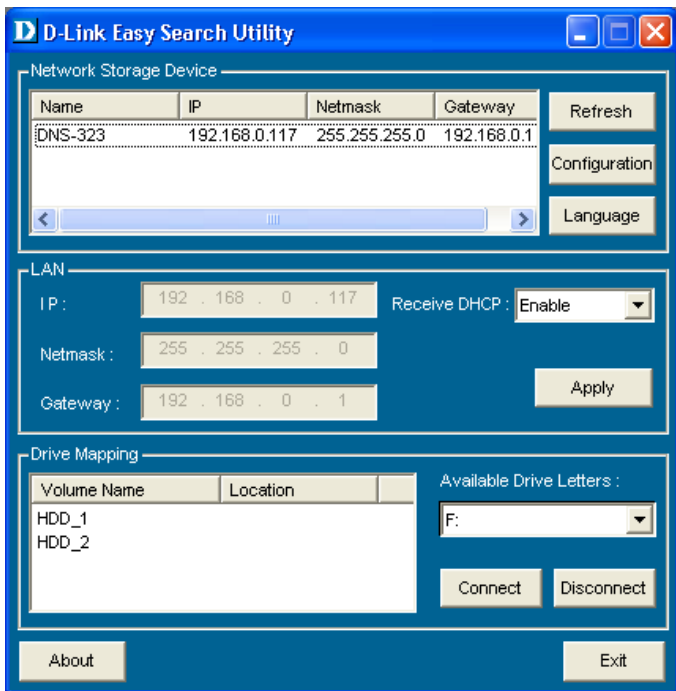 D D-Link Easy Search Utility
Network Storage Device
Name IP Netmask Gateway
DNS-323 192.168.0.117 255.255.255.0 192.168.0.1
Refresh
Configuration
Language
LAN
IP : 192 . 168 . 0 . 117
Receive DHCP : Enable
Netmask : 255 . 255 . 255 . 0
Gateway : 192 . 168 . 0 . 1
Apply
Drive Mapping
Volume Name Location
HDD_1
HDD_2
Available Drive Letters :
F:
Connect Disconnect
About Exit